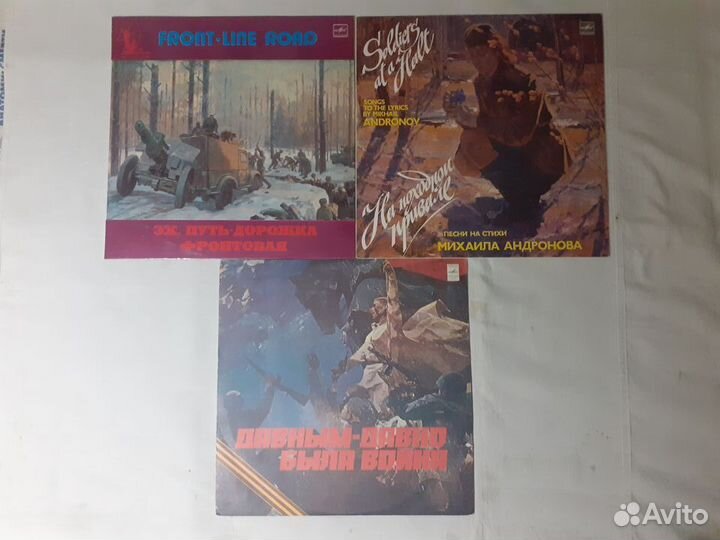 FRONT-LINE ROAD
ЭХ, ПУТЬ-ДОРОЖКА
ФРОНТОВАЯ
Soldiers
at a Halt
SONGS
TO THE LYRICS
BY MIKHAIL
ANDRONOV
На походном
привале
ПЕСНИ НА СТИХИ
МИХАИЛА АНДРОНОВА
ДАВНЫМ-ДАВНО
БЫЛА ВОЙНА
Avito